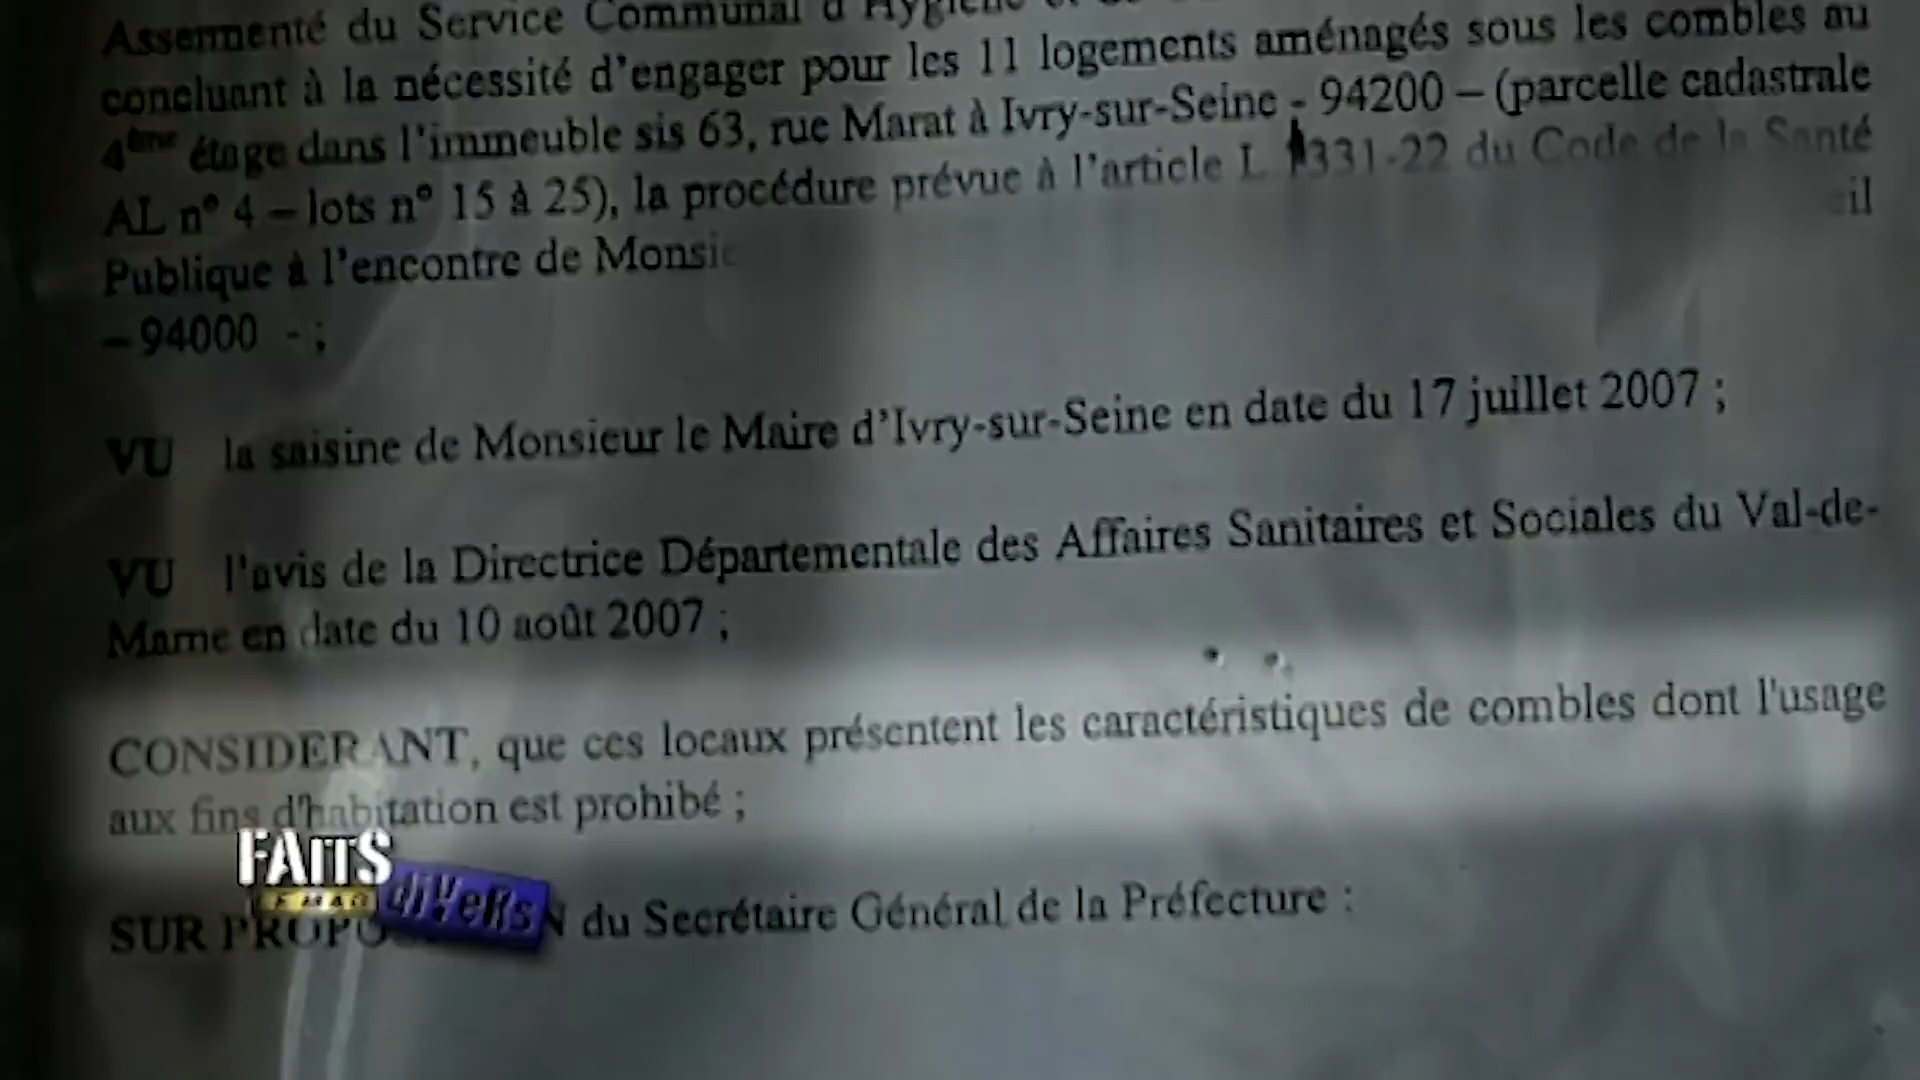 Assermenté du Service Communal d'Hygiène et de
concluant à la nécessité d'engager pour les 11 logements aménagés sous les combles au
4ème étage dans l'immeuble sis 63, rue Marat à Ivry-sur-Seine - 94200 – (parcelle cadastrale
AL n° 4 – lots n° 15 à 25), la procédure prévue à l'article L 1331-22 du Code de la Santé
Publique à l'encontre de Monsie eil
– 94000 - ;
VU la saisine de Monsieur le Maire d'Ivry-sur-Seine en date du 17 juillet 2007 ;
VU l'avis de la Directrice Départementale des Affaires Sanitaires et Sociales du Val-de-
Marne en date du 10 août 2007 ;
CONSIDERANT, que ces locaux présentent les caractéristiques de combles dont l'usage
aux fins d'habitation est prohibé ;
FAITS
LE MAG
diVeRs
SUR PROPO N du Secrétaire Général de la Préfecture :